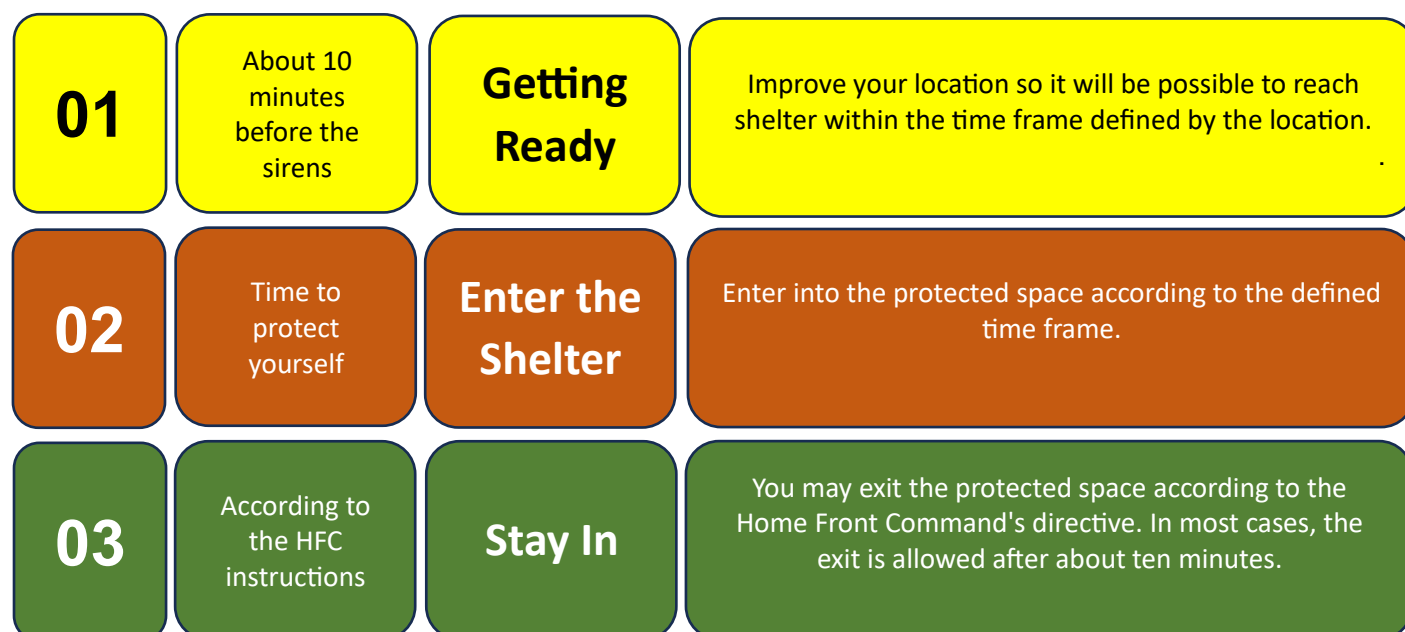 01
About 10
minutes
before the
sirens
Getting
Ready
Improve your location so it will be possible to reach
shelter within the time frame defined by the location.
.
02
Time to
protect
yourself
Enter the
Shelter
Enter into the protected space according to the defined
time frame.
03
According to
the HFC
instructions
Stay In
You may exit the protected space according to the
Home Front Command's directive. In most cases, the
exit is allowed after about ten minutes.